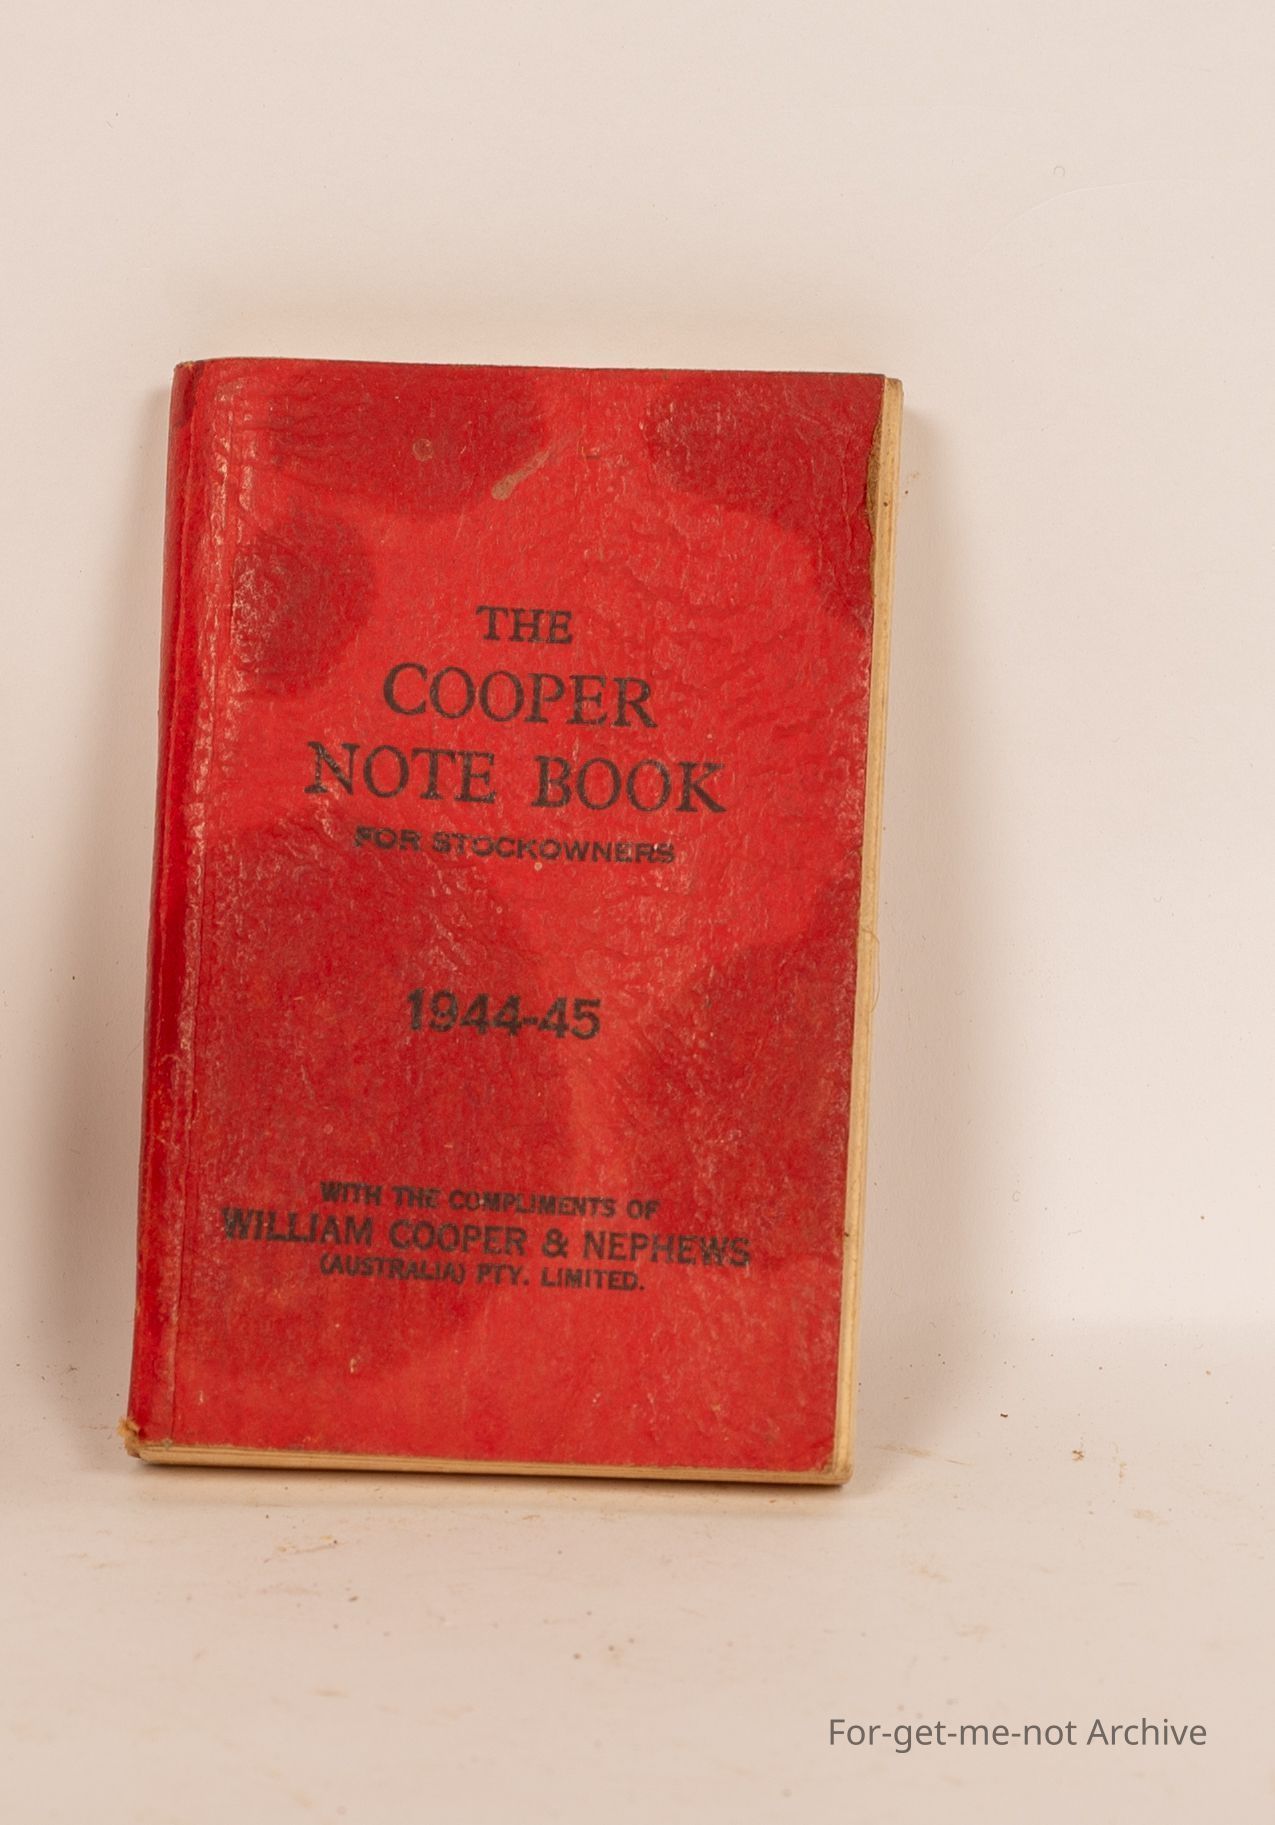 THE
COOPER
NOTE BOOK
FOR STOCKOWNERS
1944-45
WITH THE COMPLIMENTS OF
WILLIAM COOPER & NEPHEWS
(AUSTRALIA) PTY. LIMITED.
For-get-me-not Archive